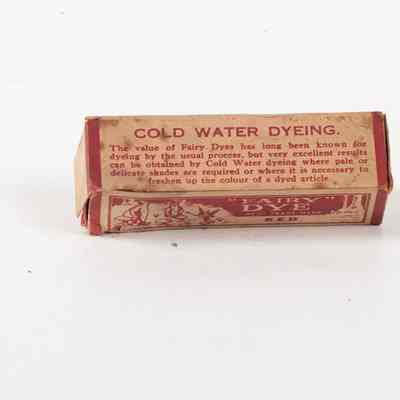 COLD WATER DYEING.
The value of Fairy Dyes has long been known for
dyeing by the usual process, but very excellent results
can be obtained by Cold Water dyeing where pale or
delicate shades are required or where it is necessary to
freshen up the colour of a dyed article.
"FAIRY"
DYE
RED